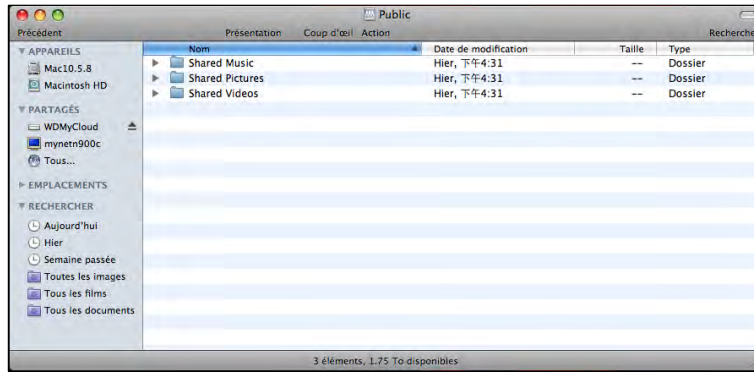 Public
Précédent Présentation Coup d'œil Action Recherche
APPAREILS
Mac10.5.8
Macintosh HD
PARTAGÉS
WDMyCloud
mynetn900c
Tous...
EMPLACEMENTS
RECHERCHER
Aujourd'hui
Hier
Semaine passée
Toutes les images
Tous les films
Tous les documents
Nom Date de modification Taille Type
Shared Music Hier, 下午4:31 -- Dossier
Shared Pictures Hier, 下午4:31 -- Dossier
Shared Videos Hier, 下午4:31 -- Dossier
3 éléments, 1.75 To disponibles